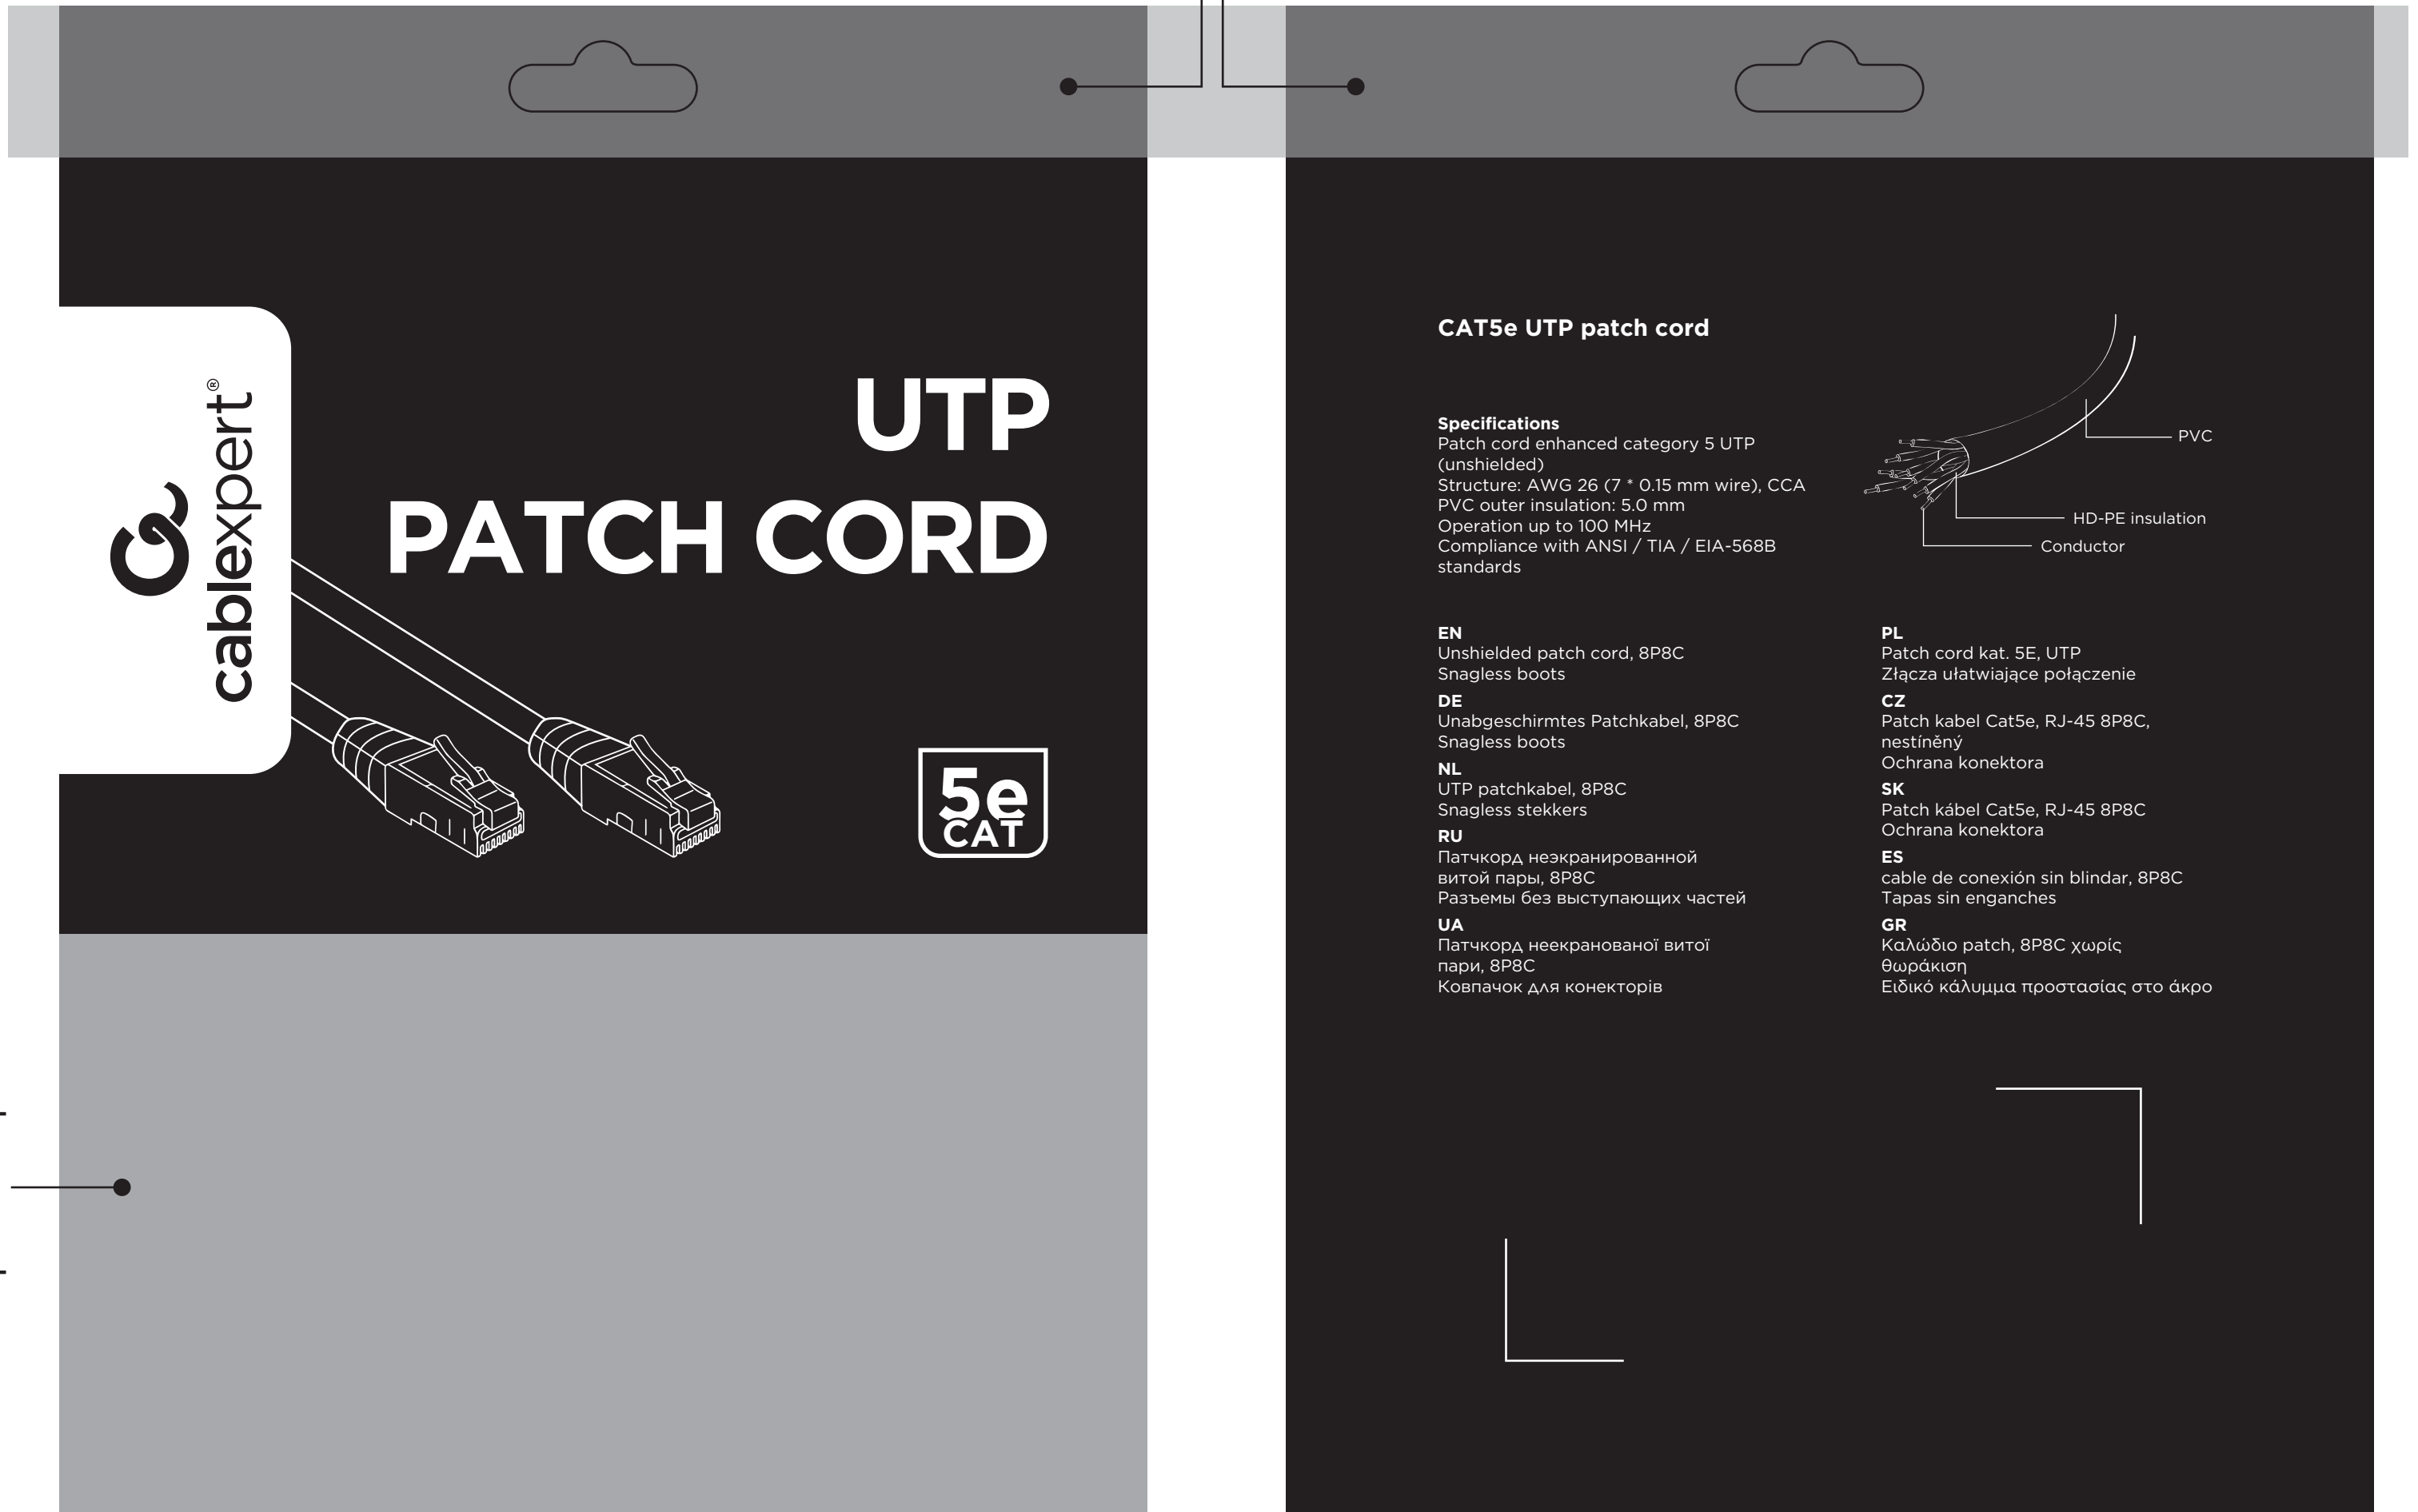 cablexpert®
UTP
PATCH CORD
5e
CAT
CAT5e UTP patch cord
Specifications
Patch cord enhanced category 5 UTP
(unshielded)
Structure: AWG 26 (7 * 0.15 mm wire), CCA
PVC outer insulation: 5.0 mm
Operation up to 100 MHz
Compliance with ANSI / TIA / EIA-568B
standards
PVC
HD-PE insulation
Conductor
EN
Unshielded patch cord, 8P8C
Snagless boots
DE
Unabgeschirmtes Patchkabel, 8P8C
Snagless boots
NL
UTP patchkabel, 8P8C
Snagless stekkers
RU
Патчкорд неэкранированной
витой пары, 8P8C
Разъемы без выступающих частей
UA
Патчкорд неекранованої витої
пари, 8P8C
Ковпачок для конекторів
PL
Patch cord kat. 5E, UTP
Złącza ułatwiające połączenie
CZ
Patch kabel Cat5e, RJ-45 8P8C,
nestíněný
Ochrana konektora
SK
Patch kábel Cat5e, RJ-45 8P8C
Ochrana konektora
ES
cable de conexión sin blindar, 8P8C
Tapas sin enganches
GR
Καλώδιο patch, 8P8C χωρίς
θωράκιση
Ειδικό κάλυμμα προστασίας στο άκρο